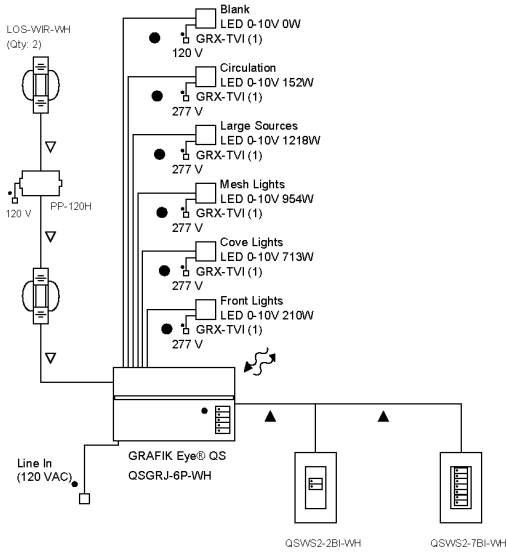 LOS-WIR-WH
(Qty: 2)
120 V
PP-120H
Blank
LED 0-10V 0W
GRX-TVI (1)
120 V
Circulation
LED 0-10V 152W
GRX-TVI (1)
277 V
Large Sources
LED 0-10V 1218W
GRX-TVI (1)
277 V
Mesh Lights
LED 0-10V 954W
GRX-TVI (1)
277 V
Cove Lights
LED 0-10V 713W
GRX-TVI (1)
277 V
Front Lights
LED 0-10V 210W
GRX-TVI (1)
277 V
GRAFIK Eye® QS
QSGRJ-6P-WH
Line In
(120 VAC)
QSWS2-2BI-WH
QSWS2-7BI-WH